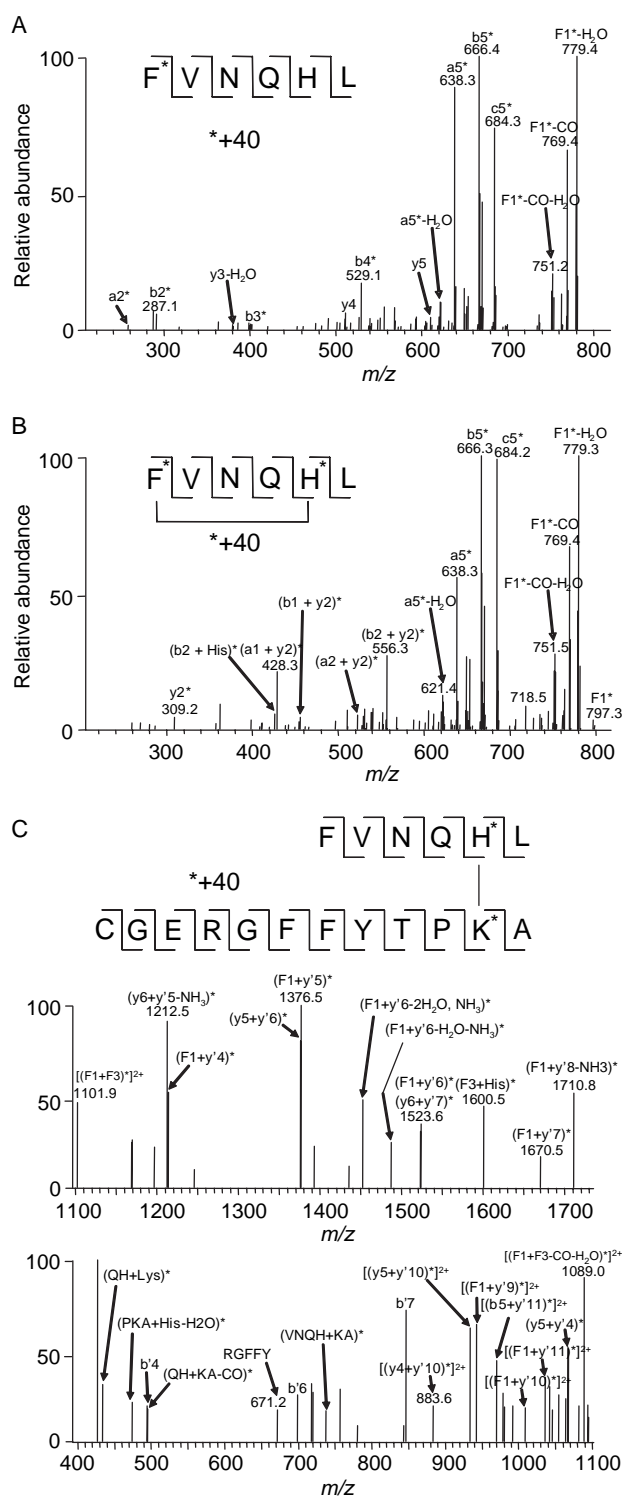 A
F* V N Q H L
*+40
Relative abundance
100
50
0
a2*
b2*
287.1
y3-H₂O
b3*
b4*
529.1
y4
y5
a5*-H₂O
a5*
638.3
b5*
666.4
c5*
684.3
F1*-CO-H₂O
751.2
F1*-CO
769.4
F1*-H₂O
779.4
300 400 500 600 700 800
m/z
B
F* V N Q H* L
*+40
Relative abundance
100
50
0
y2*
309.2
(b2 + His)*
(a1 + y2)*
428.3
(b1 + y2)*
(a2 + y2)*
(b2 + y2)*
556.3
a5*-H₂O
621.4
a5*
638.3
b5*
666.3
c5*
684.2
718.5
F1*-CO-H₂O
751.5
F1*-CO
769.4
F1*-H₂O
779.3
F1*
797.3
200 300 400 500 600 700 800
m/z
C
F V N Q H* L
*+40
C G E R G F F Y T P K* A
100
50
0
[(F1+F3)*]²⁺
1101.9
(y6+y'5-NH₃)*
1212.5
(F1+y'4)*
(y5+y'6)*
(F1+y'5)*
1376.5
(F1+y'6-2H₂O, NH₃)*
(F1+y'6-H₂O-NH₃)*
(F1+y'6)*
(y6+y'7)*
1523.6
(F3+His)*
1600.5
(F1+y'7)*
1670.5
(F1+y'8-NH3)*
1710.8
1100 1200 1300 1400 1500 1600 1700
m/z
100
50
0
(QH+Lys)*
(PKA+His-H2O)*
b'4
(QH+KA-CO)*
RGFFY
671.2
b'6
(VNQH+KA)*
b'7
[(y4+y'10)*]²⁺
883.6
[(y5+y'10)*]²⁺
[(F1+y'9)*]²⁺
[(b5+y'11)*]²⁺
[(F1+y'10)*]²⁺
[(F1+y'11)*]²⁺
(y5+y'4)*
[(F1+F3-CO-H₂O)*]²⁺
1089.0
400 500 600 700 800 900 1000 1100
m/z